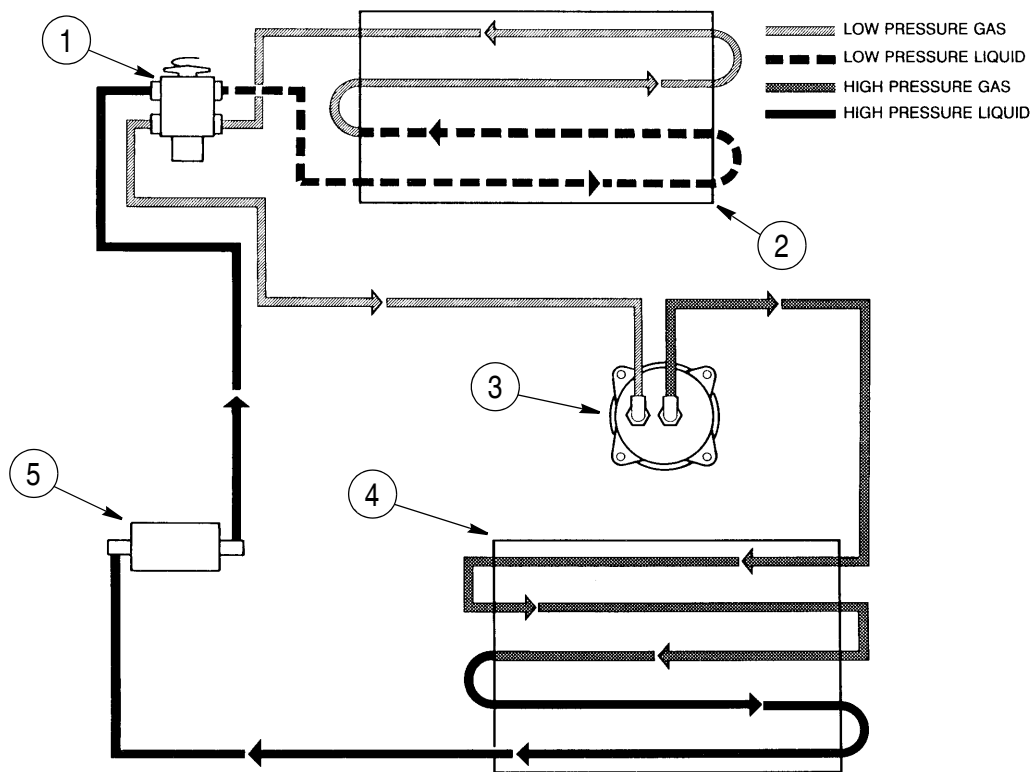 1
LOW PRESSURE GAS
LOW PRESSURE LIQUID
HIGH PRESSURE GAS
HIGH PRESSURE LIQUID
2
3
4
5